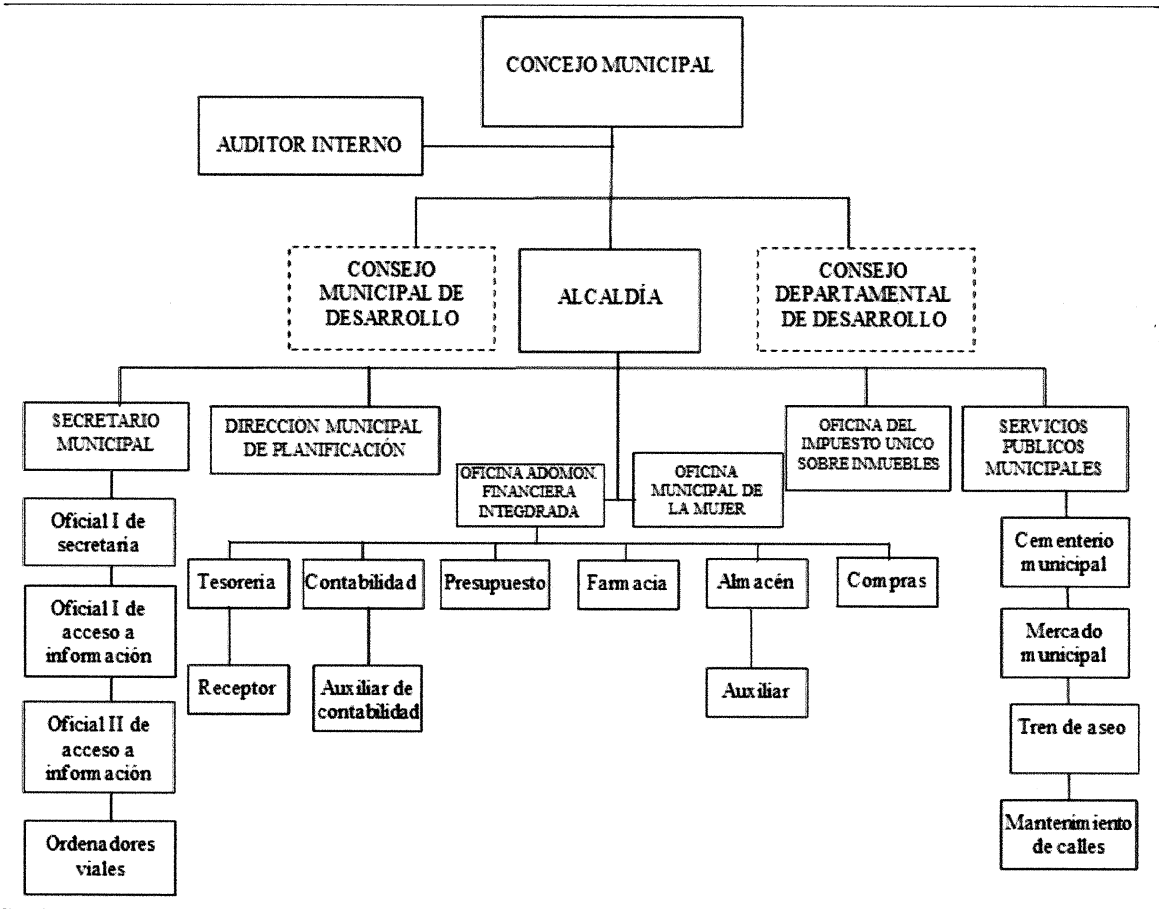 CONCEJO MUNICIPAL
AUDITOR INTERNO
CONSEJO
MUNICIPAL DE
DESARROLLO
ALCALDÍA
CONSEJO
DEPARTAMENTAL
DE DESARROLLO
SECRETARIO
MUNICIPAL
DIRECCION MUNICIPAL
DE PLANIFICACIÓN
OFICINA DEL
IMPUESTO UNICO
SOBRE INMUEBLES
SERVICIOS
PUBLICOS
MUNICIPALES
OFICINA ADOMON.
FINANCIERA
INTEGDRADA
OFICINA
MUNICIPAL DE
LA MUJER
Oficial I de
secretaria
Oficial I de
acceso a
información
Oficial II de
acceso a
información
Ordenadores
viales
Tesoreria
Contabilidad
Presupuesto
Farmacia
Almacén
Compras
Receptor
Auxiliar de
contabilidad
Auxiliar
Cementerio
municipal
Mercado
municipal
Tren de aseo
Mantenimiento
de calles